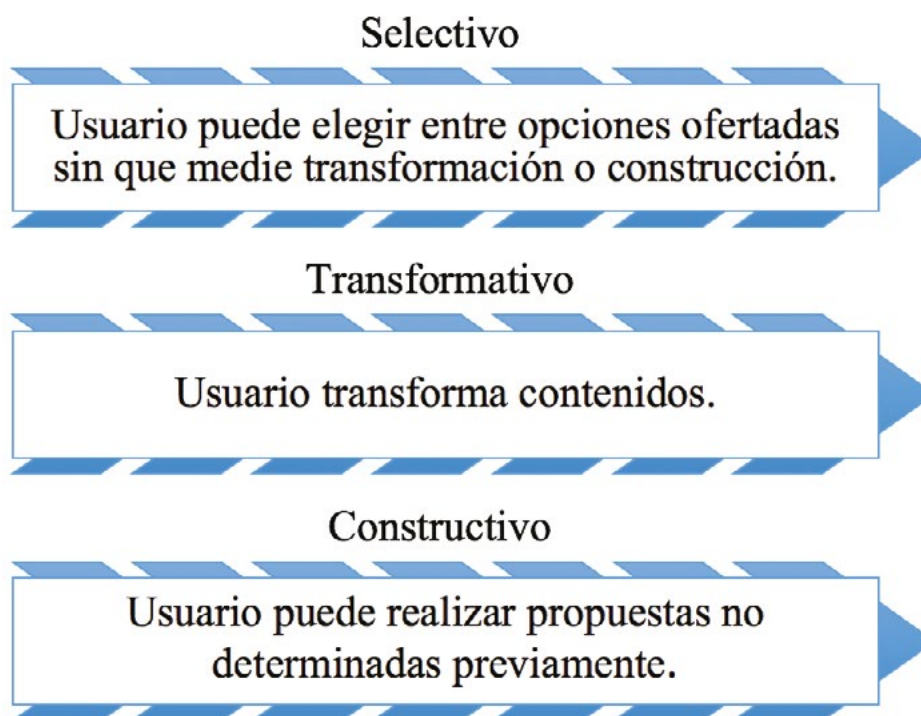 Selectivo
Usuario puede elegir entre opciones ofertadas
sin que medie transformación o construcción.
Transformativo
Usuario transforma contenidos.
Constructivo
Usuario puede realizar propuestas no
determinadas previamente.